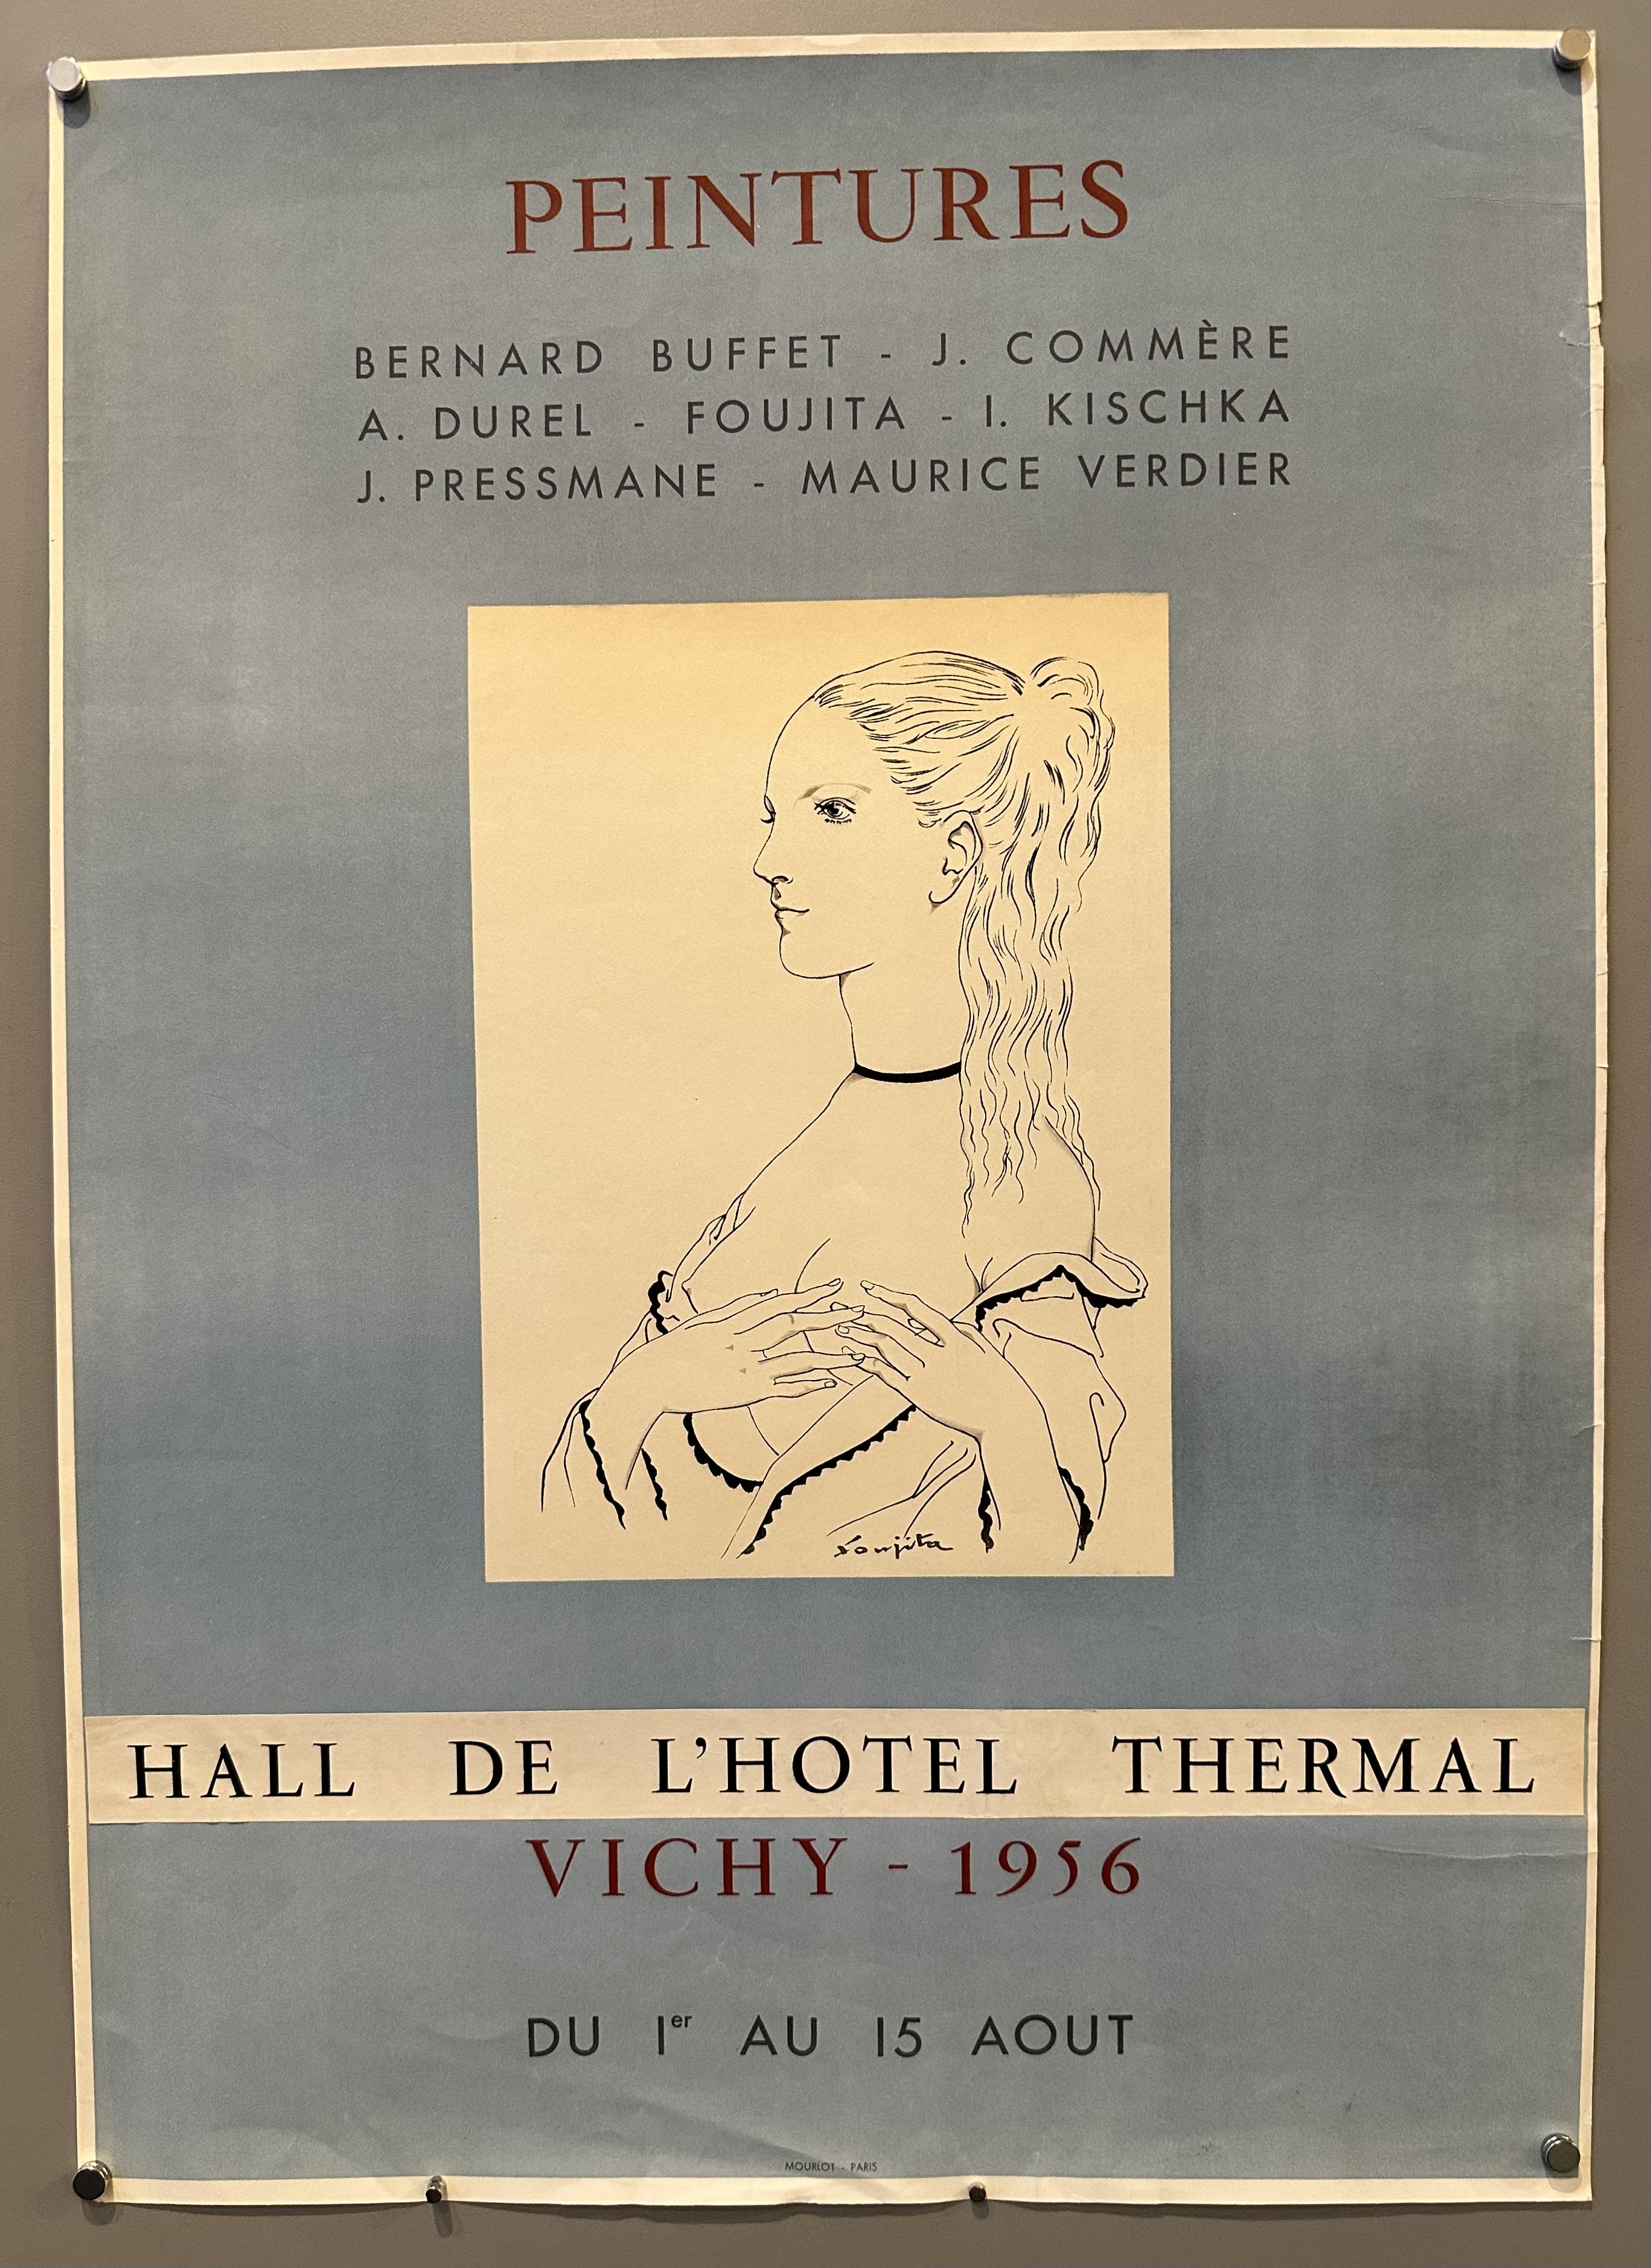 PEINTURES
BERNARD BUFFET - J. COMMÈRE
A. DUREL - FOUJITA - I. KISCHKA
J. PRESSMANE - MAURICE VERDIER
Foujita
HALL DE L'HOTEL THERMAL
VICHY - 1956
DU 1er AU 15 AOUT
MOURLOT - PARIS